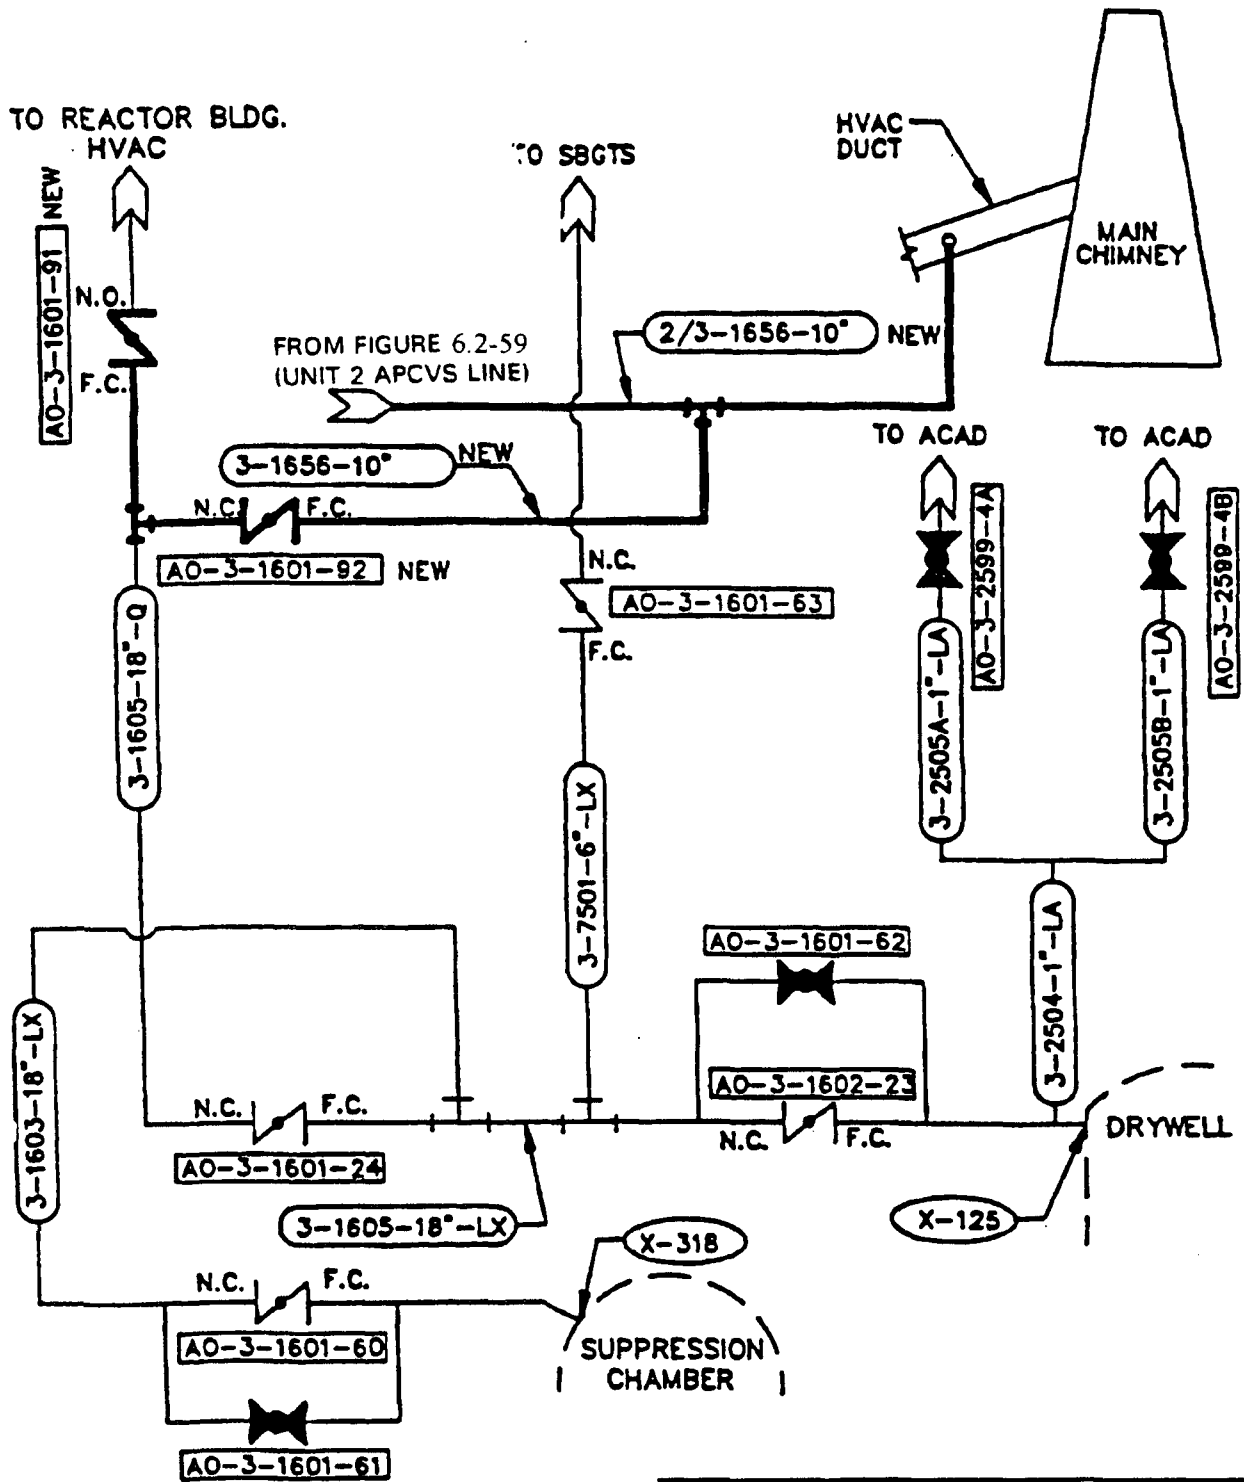 TO REACTOR BLDG.
HVAC
TO SBGTS
HVAC
DUCT
MAIN
CHIMNEY
AO-3-1601-91 NEW
N.O.
F.C.
FROM FIGURE 6.2-59
(UNIT 2 APCVS LINE)
2/3-1656-10" NEW
TO ACAD
TO ACAD
3-1656-10" NEW
N.C. F.C.
AO-3-1601-92 NEW
N.C.
AO-3-1601-63
F.C.
AO-3-2599-4A
AO-3-2599-4B
3-1605-18"-Q
3-7501-6"-LX
3-2505A-1"-LA
3-2505B-1"-LA
3-2504-1"-LA
AO-3-1601-62
3-1603-18"-LX
AO-3-1602-23
N.C. F.C.
N.C. F.C.
DRYWELL
AO-3-1601-24
3-1605-18"-LX
X-318
X-125
N.C. F.C.
AO-3-1601-60
SUPPRESSION
CHAMBER
AO-3-1601-61